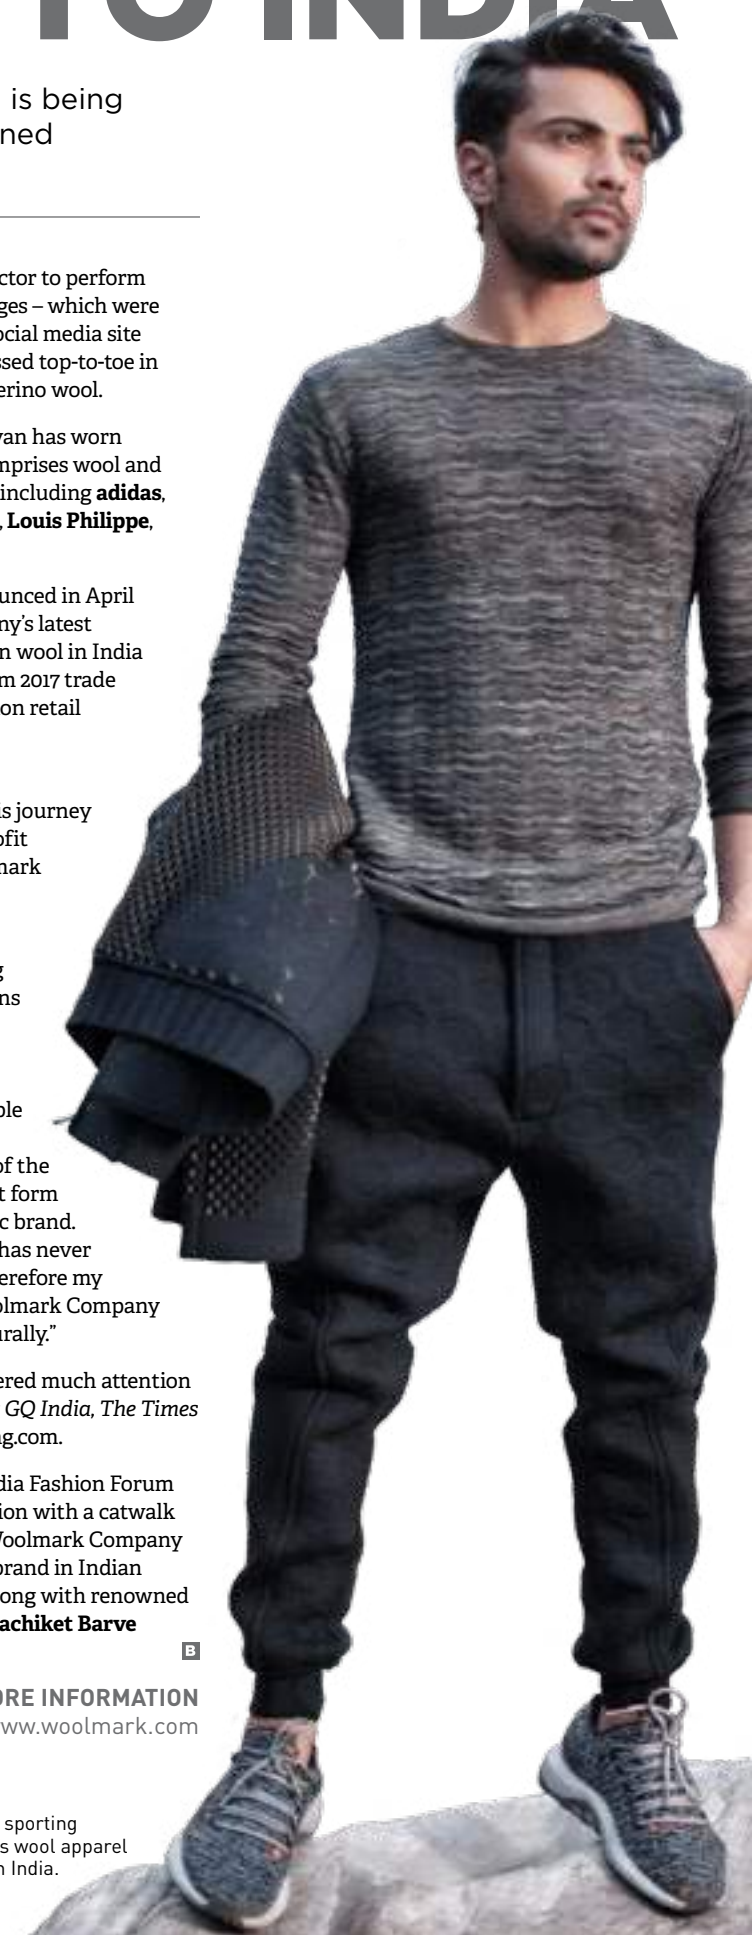 TO INDIA
is being
ned
ctor to perform
ges – which were
ocial media site
ssed top-to-toe in
erino wool.
van has worn
mprises wool and
including adidas,
, Louis Philippe,
unced in April
ny’s latest
n wool in India
m 2017 trade
on retail
is journey
ofit
mark
g
ns
ple
of the
t form
c brand.
has never
erefore my
olmark Company
urally.”
ered much attention
GQ India, The Times
g.com.
dia Fashion Forum
ion with a catwalk
Woolmark Company
brand in Indian
ong with renowned
achiket Barve
B
ORE INFORMATION
ww.woolmark.com
sporting
s wool apparel
n India.